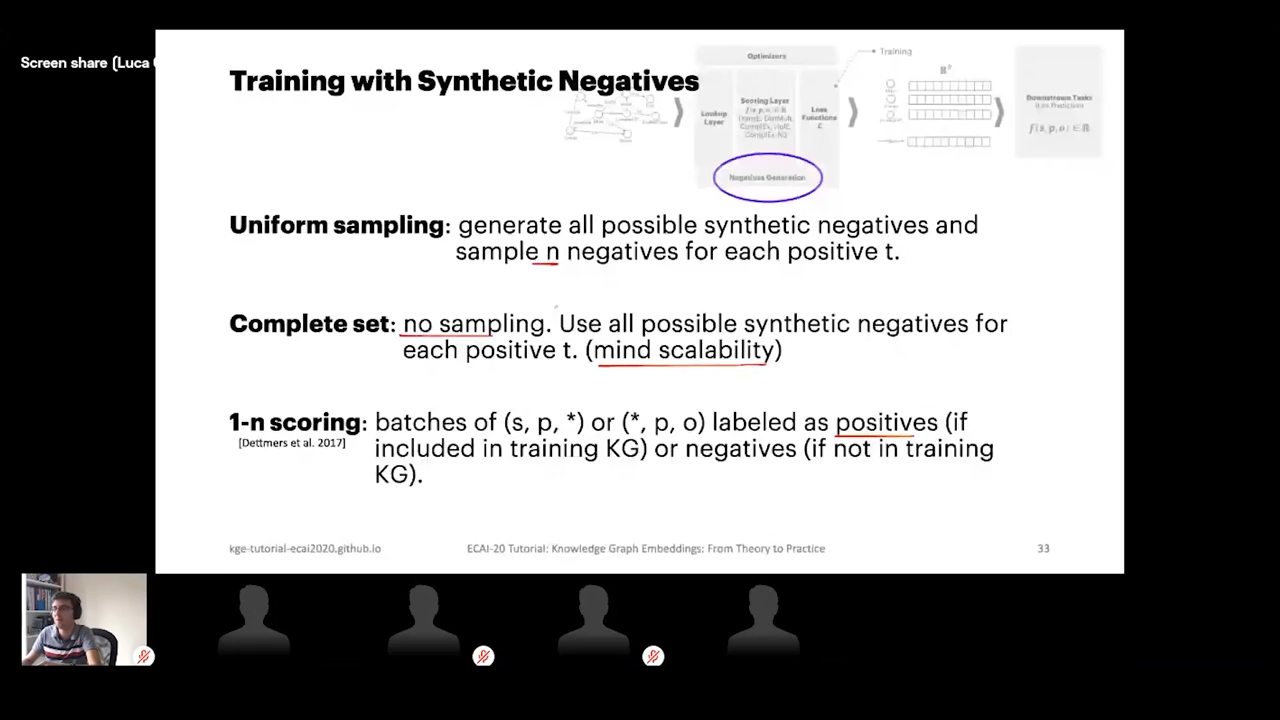 Screen share (Luca
Training with Synthetic Negatives
Optimizers
Training
Lookup
Layer
Scoring Layer
Loss
Functions
Downstream Tasks
f(s, p, o) ∈ ℝ
Negatives Generation
Uniform sampling: generate all possible synthetic negatives and
sample n negatives for each positive t.
Complete set: no sampling. Use all possible synthetic negatives for
each positive t. (mind scalability)
1-n scoring: batches of (s, p, *) or (*, p, o) labeled as positives (if
[Dettmers et al. 2017]
included in training KG) or negatives (if not in training
KG).
kge-tutorial-ecai2020.github.io
ECAI-20 Tutorial: Knowledge Graph Embeddings: From Theory to Practice
33